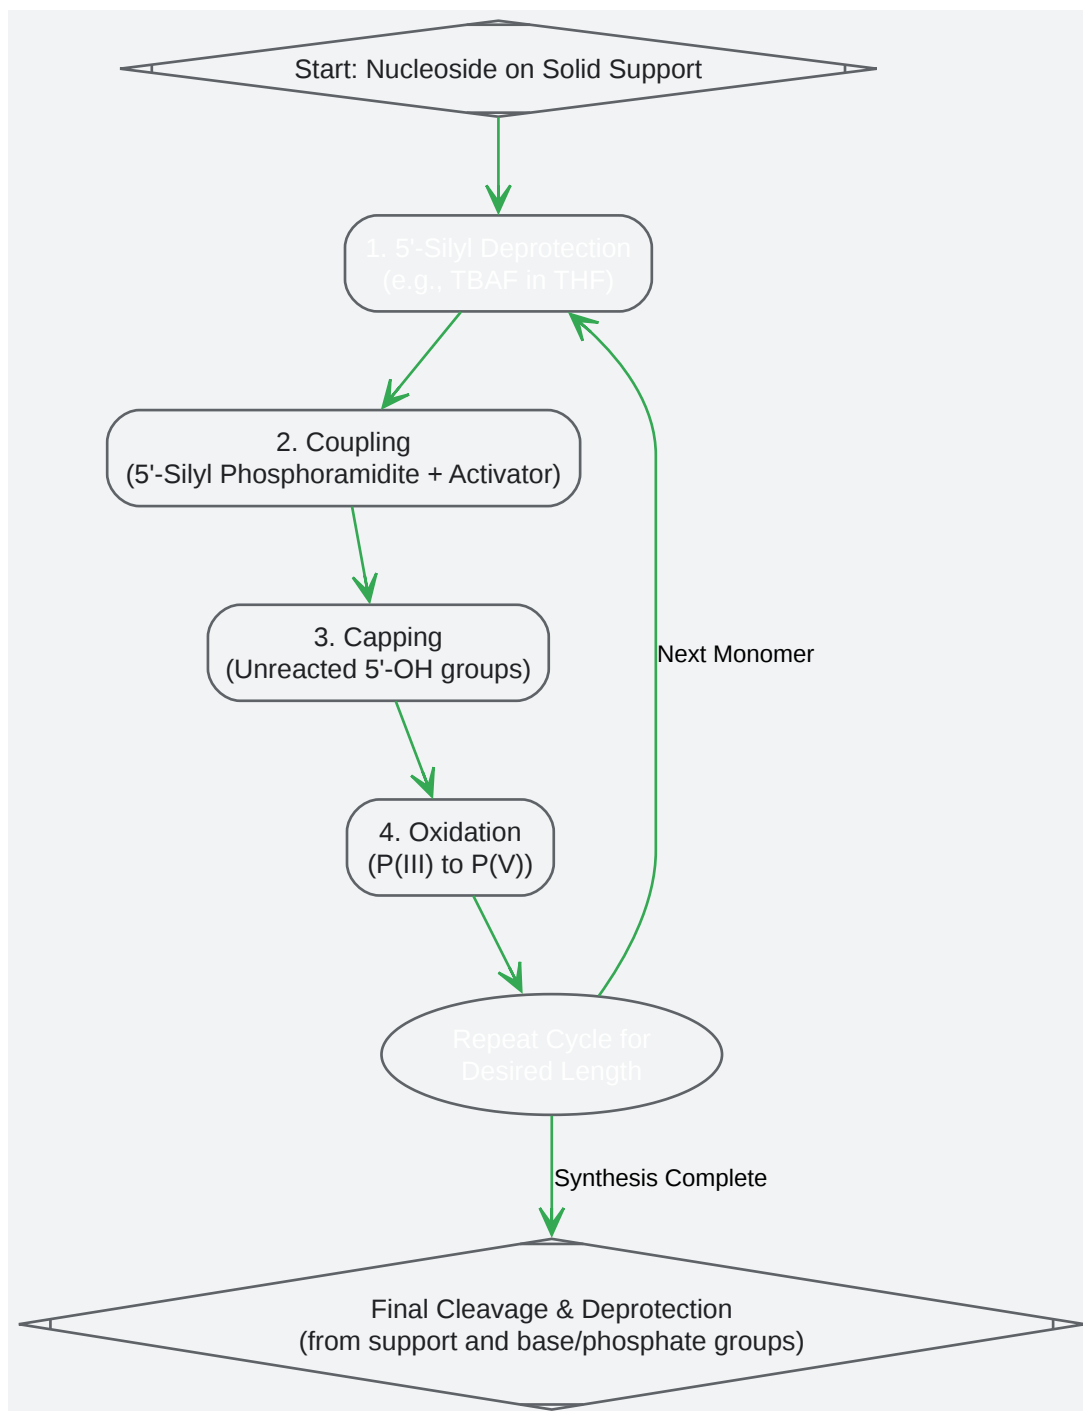 Start: Nucleoside on Solid Support
1. 5'-Silyl Deprotection
(e.g., TBAF in THF)
2. Coupling
(5'-Silyl Phosphoramidite + Activator)
3. Capping
(Unreacted 5'-OH groups)
Next Monomer
4. Oxidation
(P(III) to P(V))
Repeat Cycle for
Desired Length
Synthesis Complete
Final Cleavage & Deprotection
(from support and base/phosphate groups)